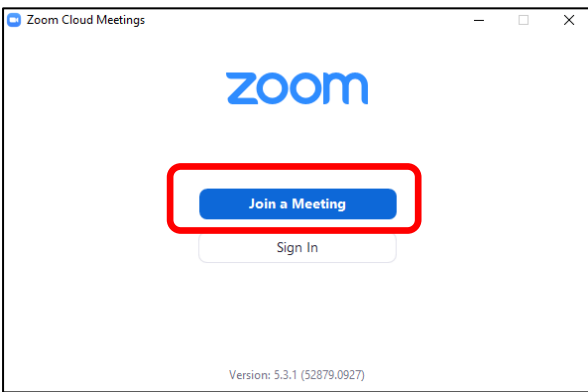 Zoom Cloud Meetings
zoom
Join a Meeting
Sign In
Version: 5.3.1 (52879.0927)